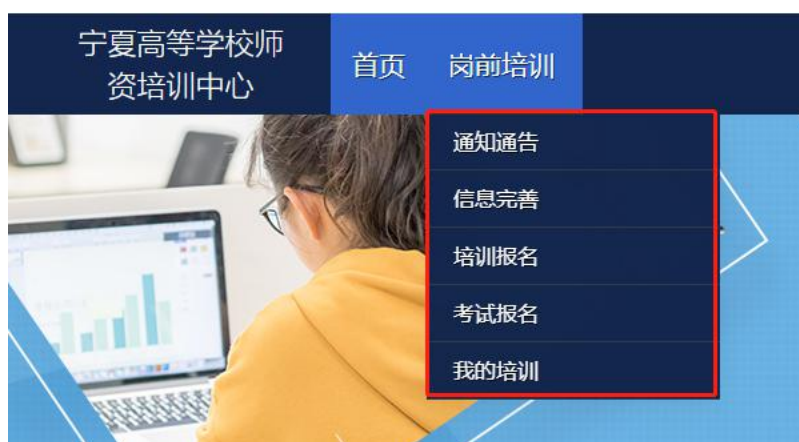 宁夏高等学校师
资培训中心
首页
岗前培训
通知通告
信息完善
培训报名
考试报名
我的培训